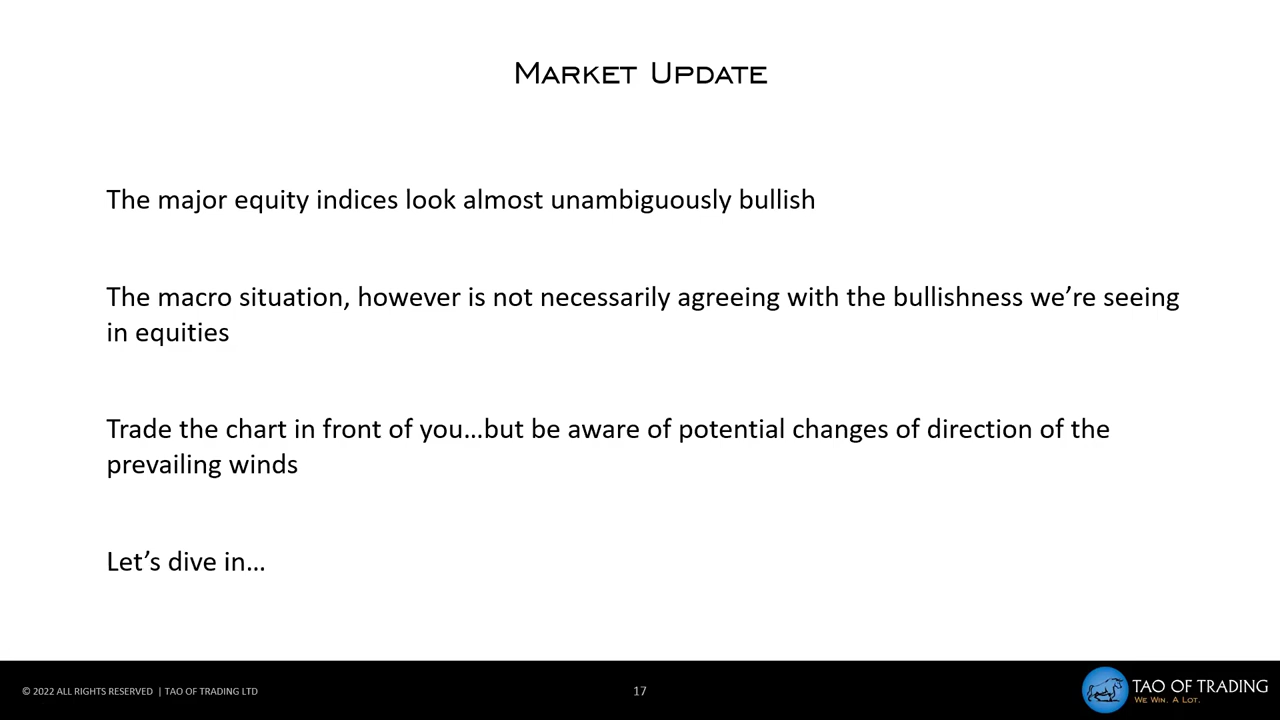 Market Update
The major equity indices look almost unambiguously bullish
The macro situation, however is not necessarily agreeing with the bullishness we’re seeing
in equities
Trade the chart in front of you…but be aware of potential changes of direction of the
prevailing winds
Let’s dive in…
© 2022 ALL RIGHTS RESERVED | TAO OF TRADING LTD
17
TAO OF TRADING
We Win. A Lot.